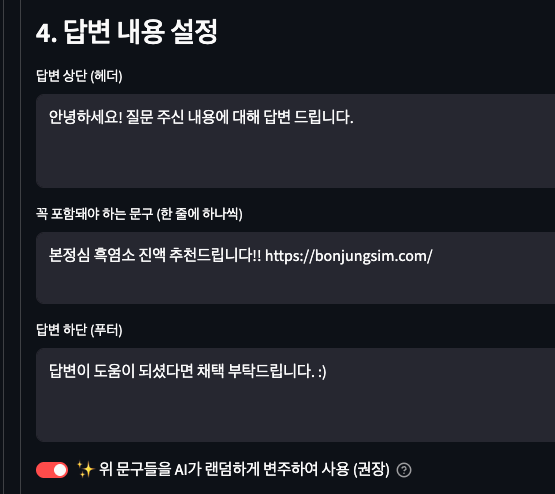 4. 답변 내용 설정
답변 상단 (헤더)
안녕하세요! 질문 주신 내용에 대해 답변 드립니다.
꼭 포함돼야 하는 문구 (한 줄에 하나씩)
본정심 흑염소 진액 추천드립니다!! https://bonjungsim.com/
답변 하단 (푸터)
답변이 도움이 되셨다면 채택 부탁드립니다. :)
✨ 위 문구들을 AI가 랜덤하게 변주하여 사용 (권장) ?